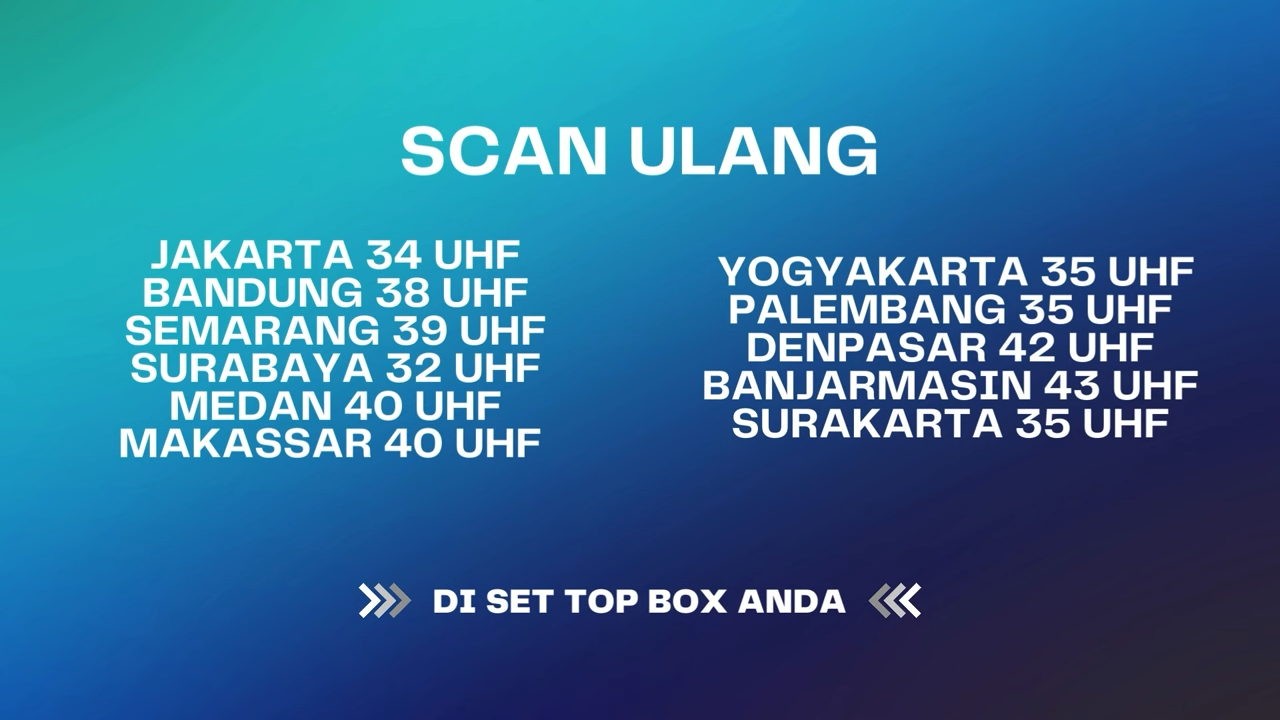 SCAN ULANG
JAKARTA 34 UHF
BANDUNG 38 UHF
SEMARANG 39 UHF
SURABAYA 32 UHF
MEDAN 40 UHF
MAKASSAR 40 UHF
YOGYAKARTA 35 UHF
PALEMBANG 35 UHF
DENPASAR 42 UHF
BANJARMASIN 43 UHF
SURAKARTA 35 UHF
DI SET TOP BOX ANDA